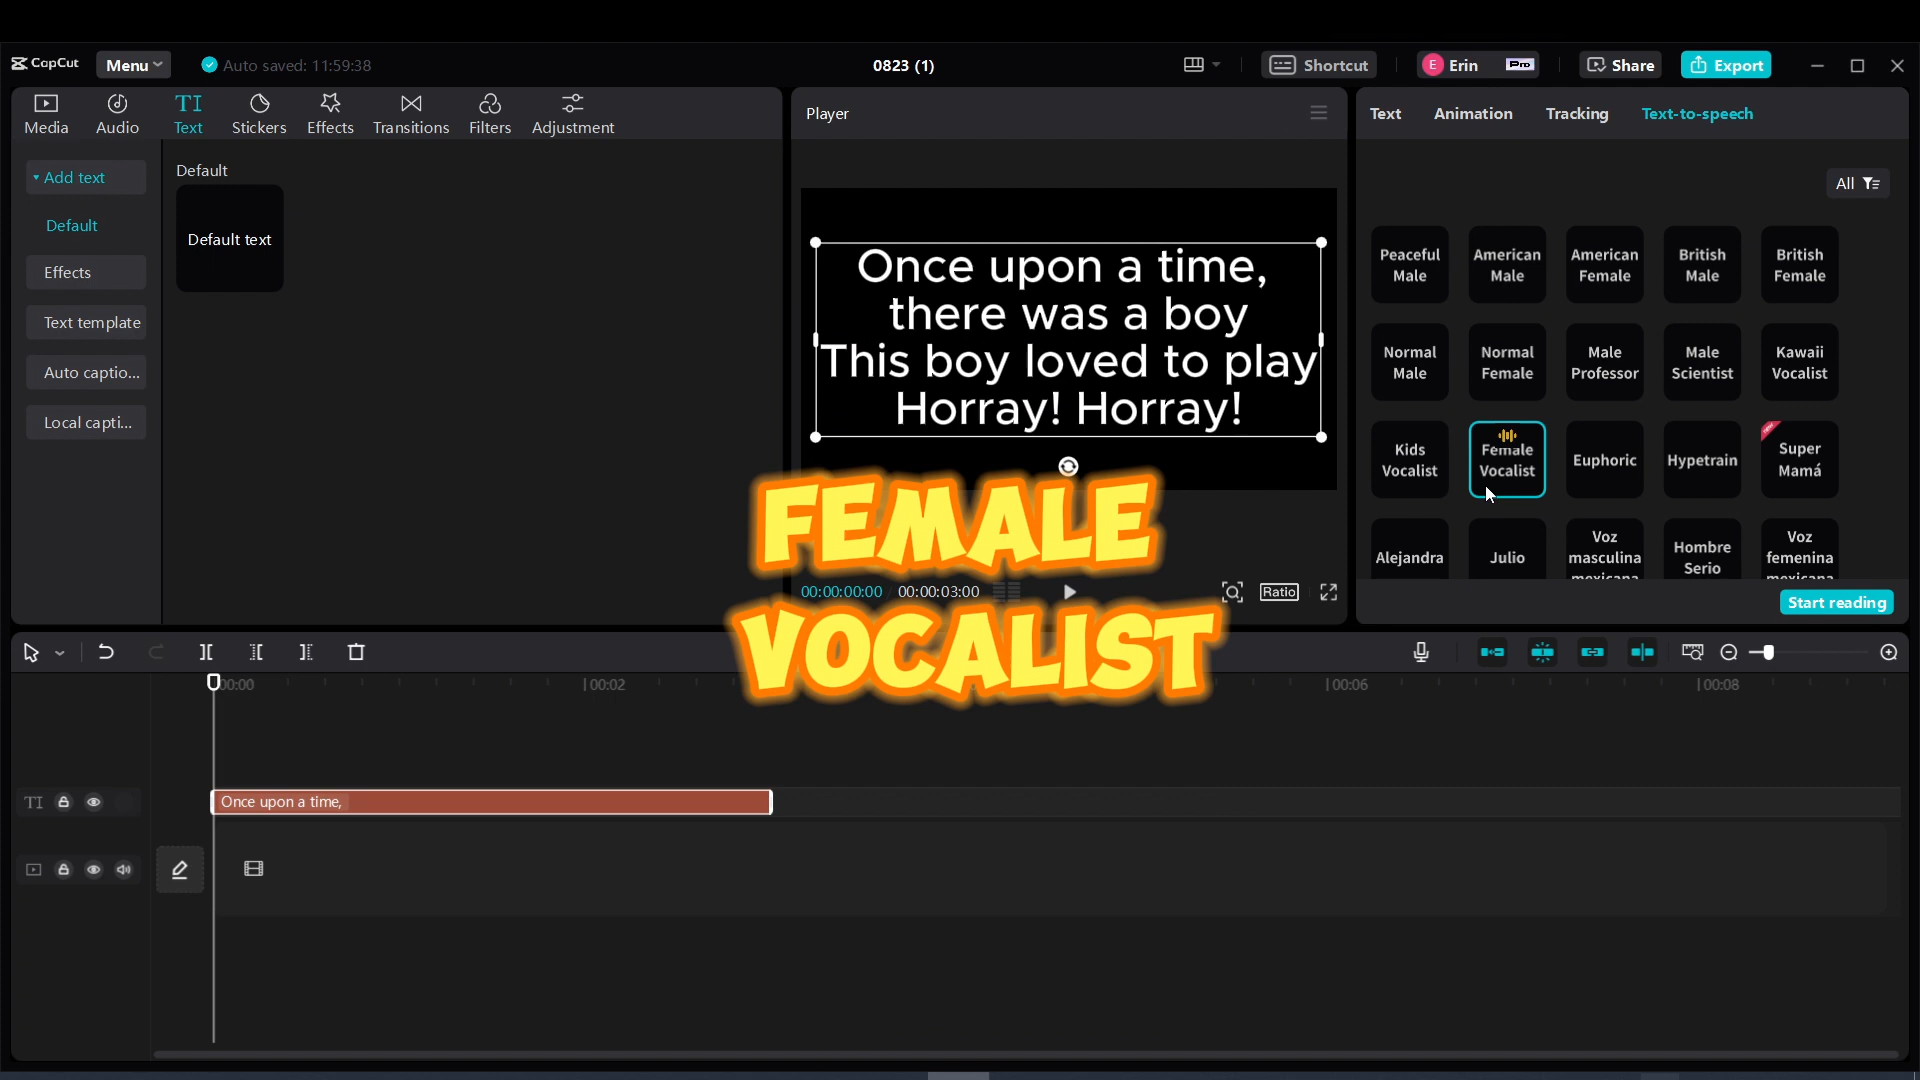 CapCut
Menu
Auto saved: 11:59:38
0823 (1)
Shortcut
E
Erin
Pro
Share
Export
Media
Audio
TI
Text
Stickers
Effects
Transitions
Filters
Adjustment
Add text
Default
Effects
Text template
Auto captio...
Local capti...
Default
Default text
Player
Once upon a time,
there was a boy
This boy loved to play
Horray! Horray!
00:00:00:00
00:00:03:00
Ratio
Text
Animation
Tracking
Text-to-speech
All
Peaceful
Male
American
Male
American
Female
British
Male
British
Female
Normal
Male
Normal
Female
Male
Professor
Male
Scientist
Kawaii
Vocalist
Kids
Vocalist
Female
Vocalist
Euphoric
Hypetrain
Super
Mamá
Alejandra
Julio
Voz
masculina
mexicana
Hombre
Serio
Voz
femenina
mexicana
Start reading
FEMALE
VOCALIST
00:00
00:02
00:06
00:08
TI
Once upon a time,